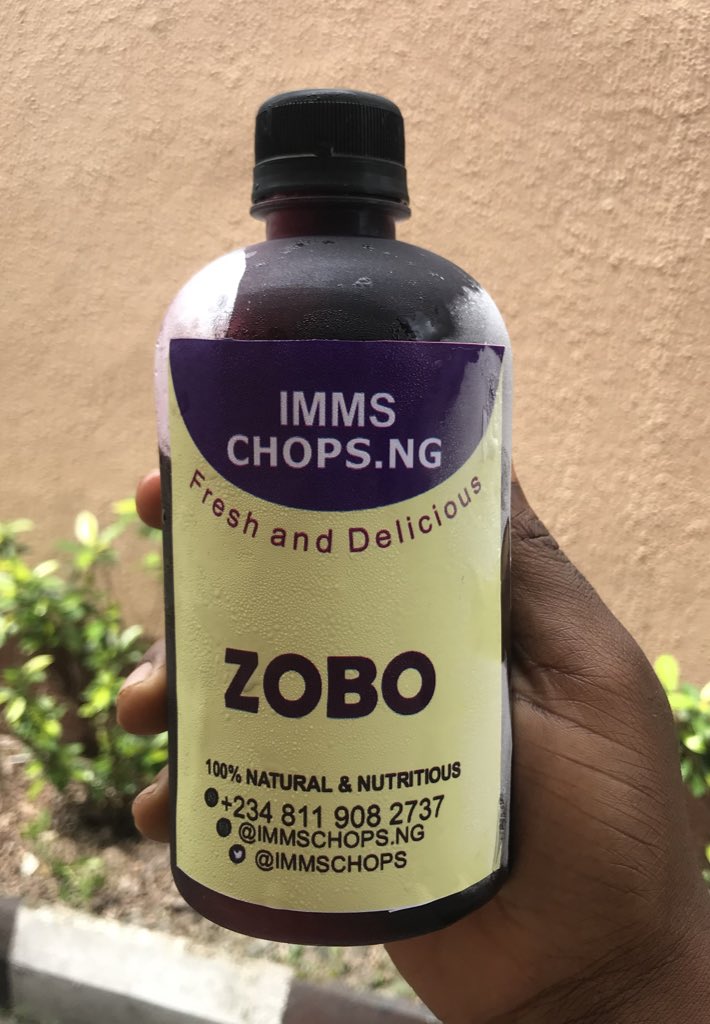 IMMS
CHOPS.NG
Fresh and Delicious
ZOBO
100% NATURAL & NUTRITIOUS
+234 811 908 2737
@IMMSCHOPS.NG
@IMMSCHOPS